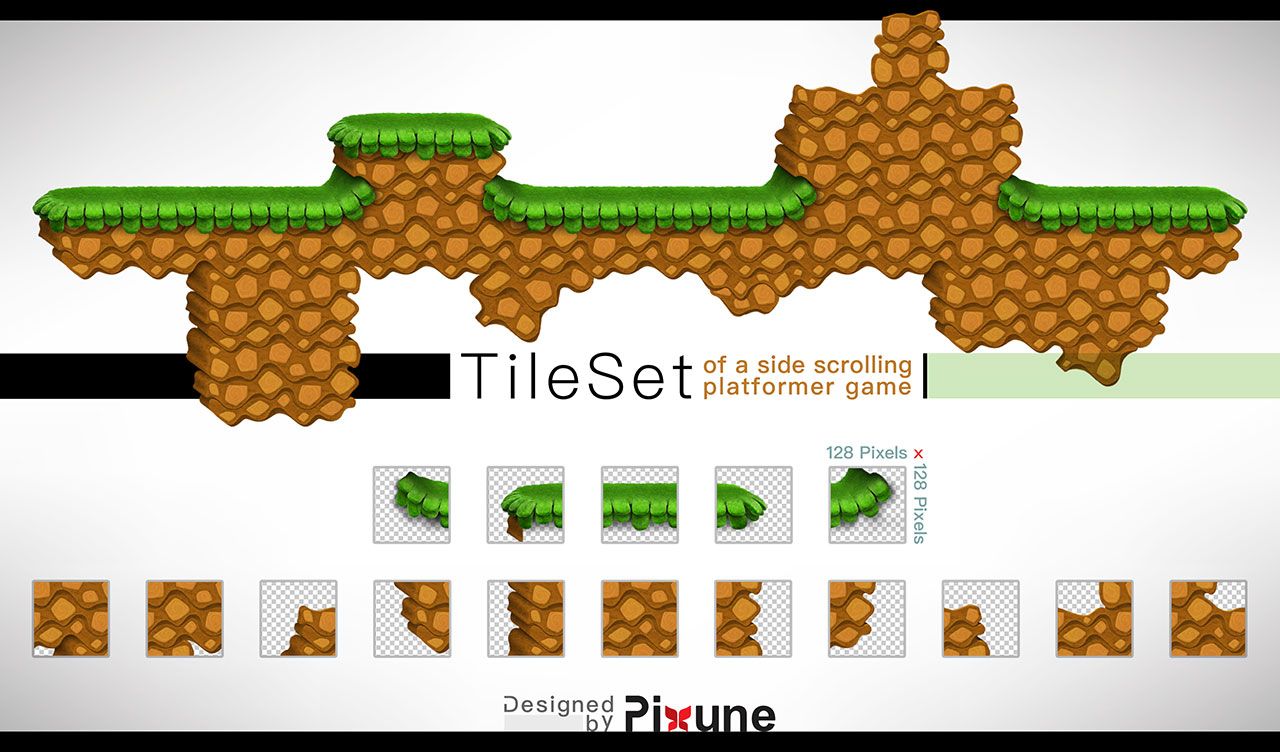 TileSet
of a side scrolling
platformer game
128 Pixels x
128 Pixels
Designed
by Pixune